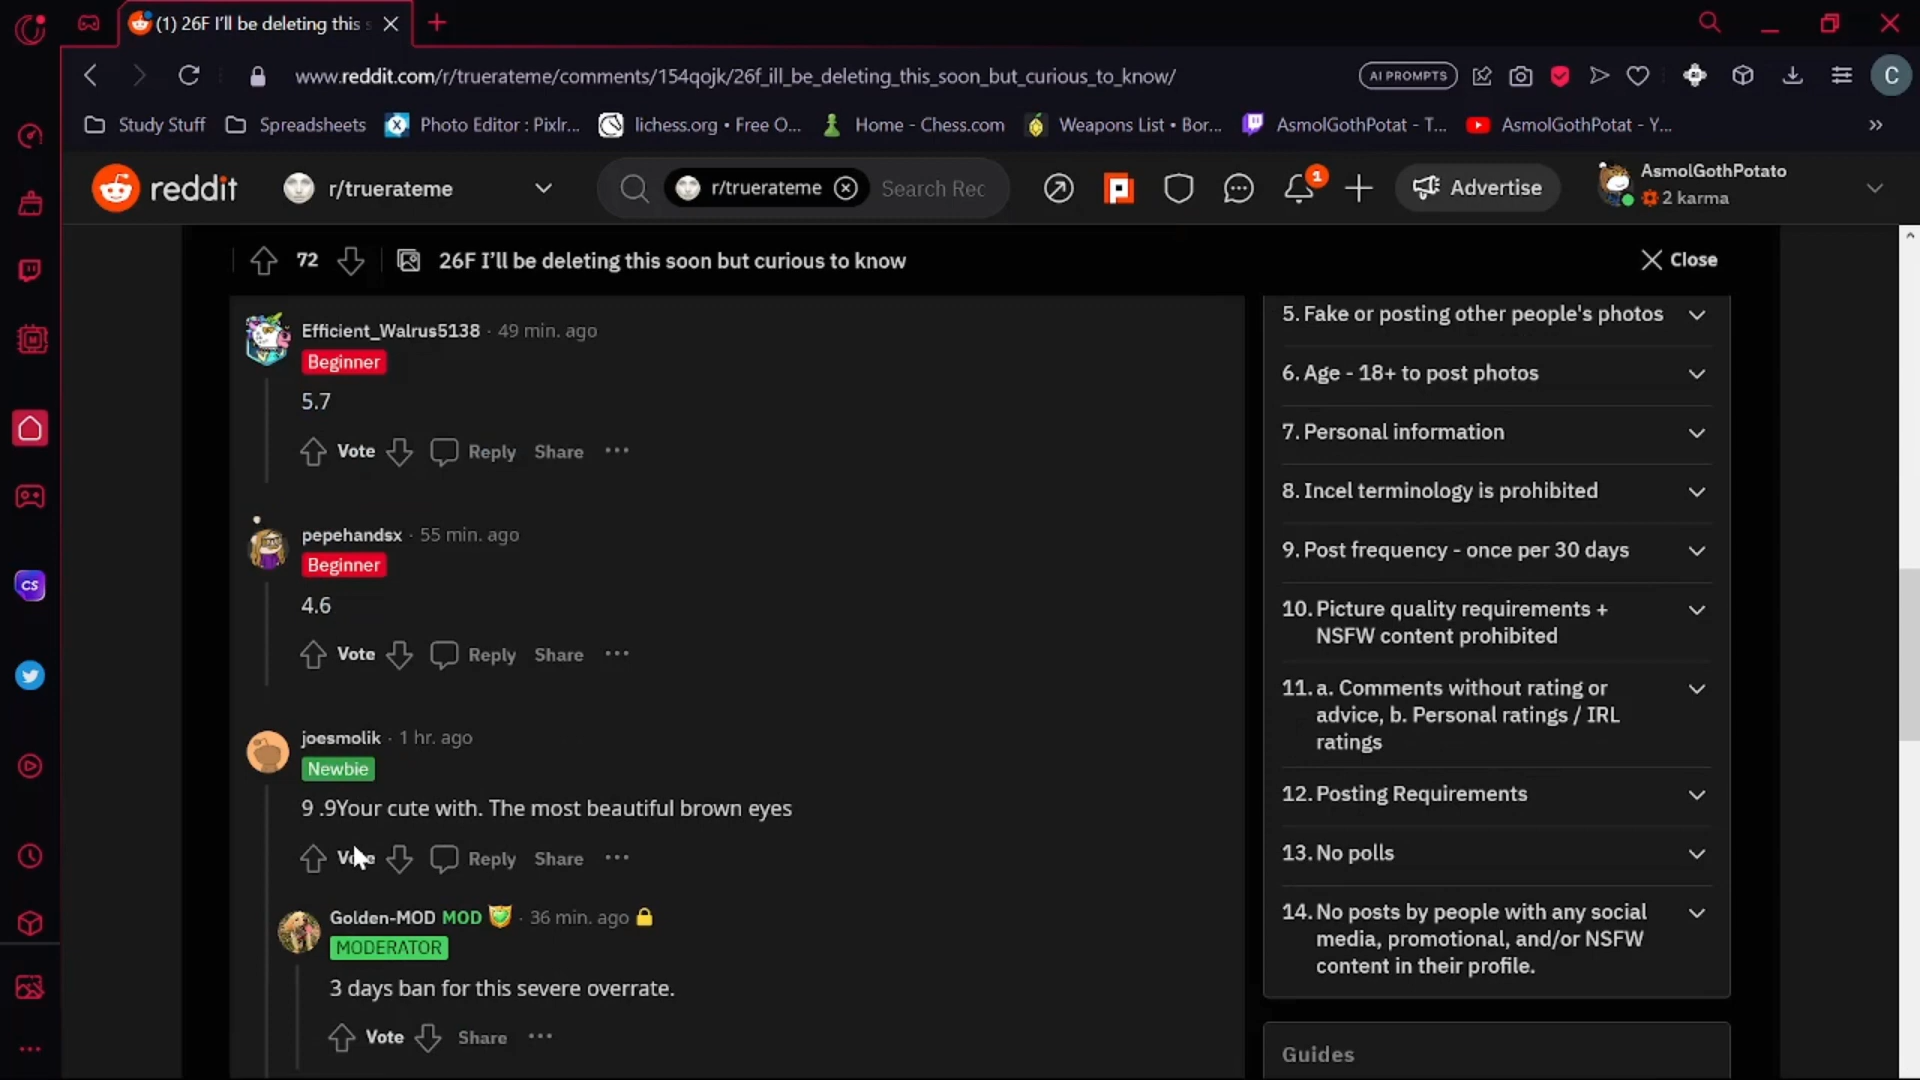 (1) 26F I'll be deleting this s
www.reddit.com/r/truerateme/comments/154qojk/26f_ill_be_deleting_this_soon_but_curious_to_know/
AI PROMPTS
C
Study Stuff
Spreadsheets
Photo Editor : Pixlr...
lichess.org • Free O...
Home - Chess.com
Weapons List • Bor...
AsmolGothPotat - T...
AsmolGothPotat - Y...
reddit
r/truerateme
r/truerateme
Search Rec
1
Advertise
AsmolGothPotato
2 karma
72
26F I'll be deleting this soon but curious to know
Close
Efficient_Walrus5138 · 49 min. ago
Beginner
5.7
Vote
Reply
Share
pepehandsx · 55 min. ago
Beginner
4.6
Vote
Reply
Share
joesmolik · 1 hr. ago
Newbie
9 .9Your cute with. The most beautiful brown eyes
Vote
Reply
Share
Golden-MOD MOD · 36 min. ago
MODERATOR
3 days ban for this severe overrate.
Vote
Share
5. Fake or posting other people's photos
6. Age - 18+ to post photos
7. Personal information
8. Incel terminology is prohibited
9. Post frequency - once per 30 days
10. Picture quality requirements +
NSFW content prohibited
11. a. Comments without rating or
advice, b. Personal ratings / IRL
ratings
12. Posting Requirements
13. No polls
14. No posts by people with any social
media, promotional, and/or NSFW
content in their profile.
Guides
CS